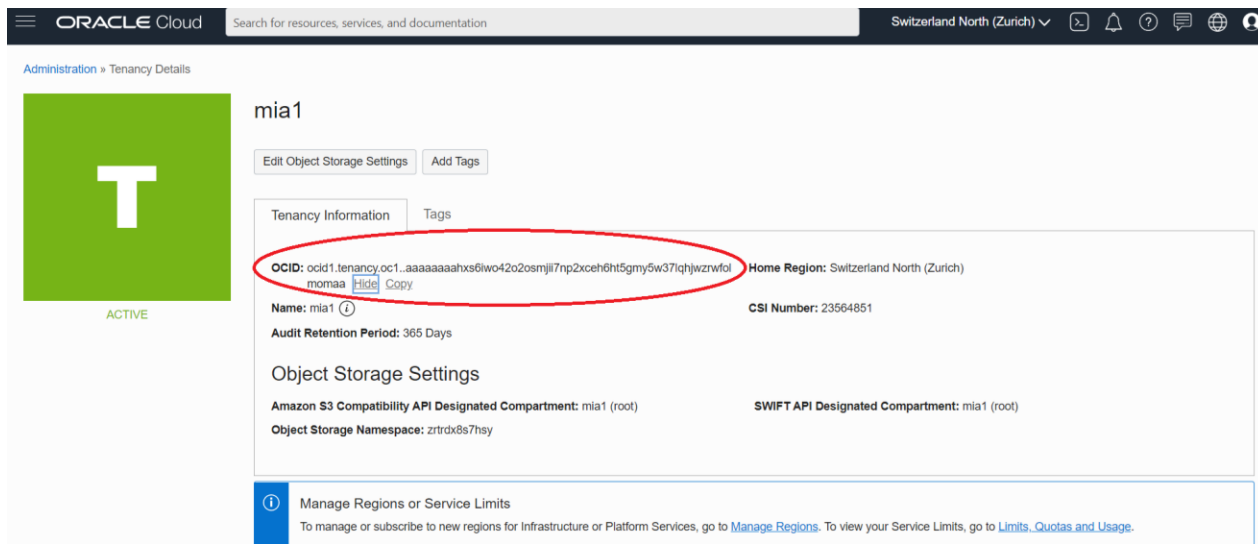 ORACLE Cloud
Search for resources, services, and documentation
Switzerland North (Zurich)
Administration » Tenancy Details
T
ACTIVE
mia1
Edit Object Storage Settings
Add Tags
Tenancy Information
Tags
OCID: ocid1.tenancy.oc1..aaaaaaaahxs6iwo42o2osmjii7np2xceh6ht5gmy5w37lqhjwzrwfol
momaa Hide Copy
Home Region: Switzerland North (Zurich)
Name: mia1
CSI Number: 23564851
Audit Retention Period: 365 Days
Object Storage Settings
Amazon S3 Compatibility API Designated Compartment: mia1 (root)
SWIFT API Designated Compartment: mia1 (root)
Object Storage Namespace: zrtrdx8s7hsy
Manage Regions or Service Limits
To manage or subscribe to new regions for Infrastructure or Platform Services, go to Manage Regions. To view your Service Limits, go to Limits, Quotas and Usage.